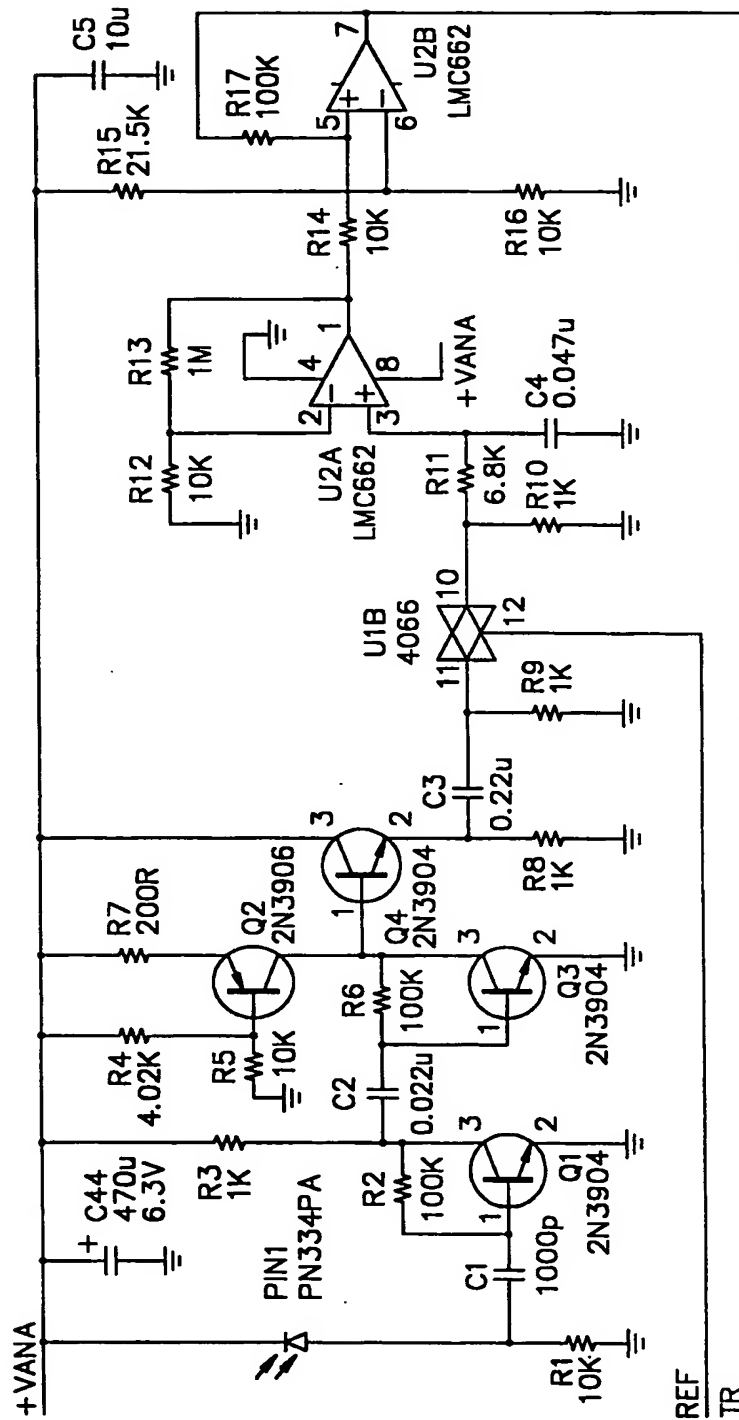 +VANA
C44
470u
6.3V
+
PIN1
PN334PA
R1
10K
C1
1000p
R2
100K
R3
1K
Q1
2N3904
1
3
2
C2
0.022u
R4
4.02K
R5
10K
R7
200R
Q2
2N3906
R6
100K
Q3
2N3904
1
3
2
Q4
2N3904
1
3
2
R8
1K
C3
0.22u
R9
1K
U1B
4066
11
10
12
R10
1K
R11
6.8K
C4
0.047u
+VANA
R12
10K
R13
1M
U2A
LMC662
2
3
4
8
1
−
+
R14
10K
R15
21.5K
R16
10K
R17
100K
C5
10u
U2B
LMC662
5
6
7
+
−
REF
TR